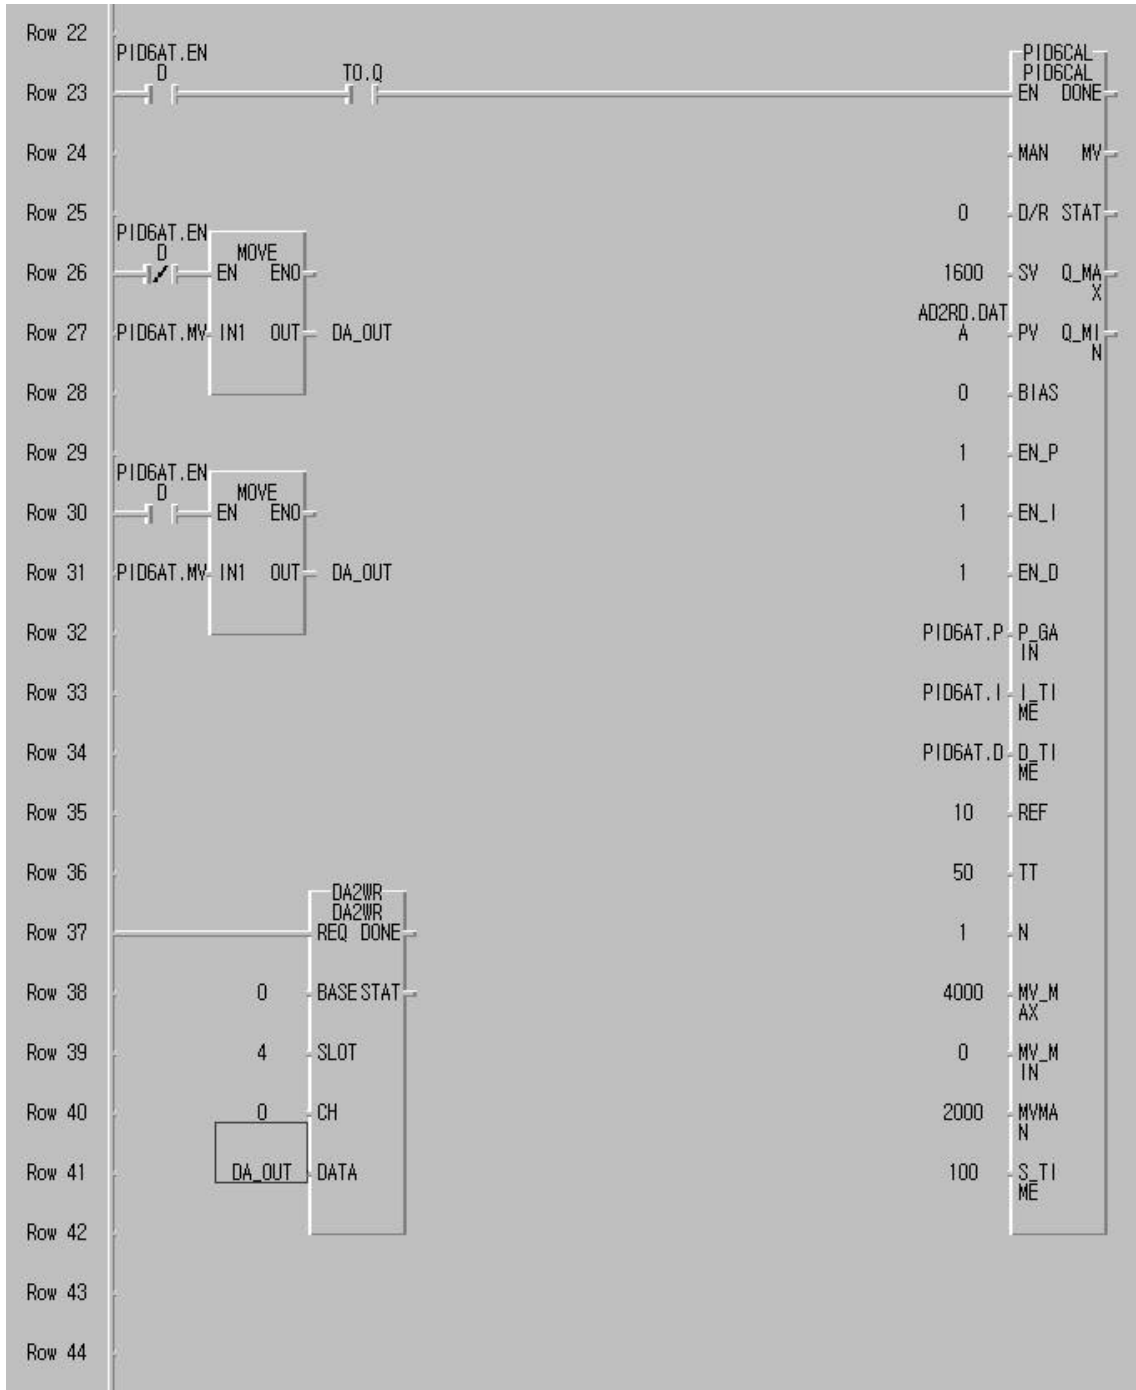 Row 22
PID6AT.EN
D
T0.Q
PID6CAL
PID6CAL
Row 23
EN DONE
Row 24
MAN MV
Row 25
0 D/R STAT
PID6AT.EN
D
MOVE
Row 26
EN ENO
1600 SV Q_MA
X
AD2RD.DAT
A
Row 27
PID6AT.MV IN1 OUT DA_OUT
PV Q_MI
N
Row 28
0 BIAS
Row 29
1 EN_P
PID6AT.EN
D
MOVE
Row 30
EN ENO
1 EN_I
Row 31
PID6AT.MV IN1 OUT DA_OUT
1 EN_D
Row 32
PID6AT.P P_GA
IN
Row 33
PID6AT.I I_TI
ME
Row 34
PID6AT.D D_TI
ME
Row 35
10 REF
Row 36
50 TT
DA2WR
DA2WR
Row 37
REQ DONE
1 N
Row 38
0 BASE STAT
4000 MV_M
AX
Row 39
4 SLOT
0 MV_M
IN
Row 40
0 CH
2000 MVMA
N
Row 41
DA_OUT DATA
100 S_TI
ME
Row 42
Row 43
Row 44